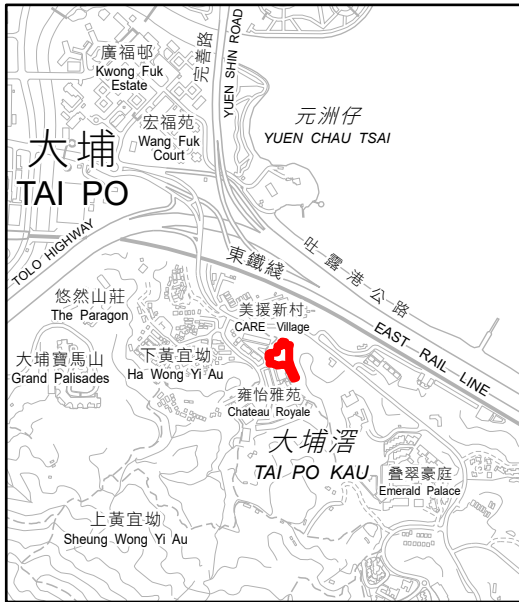 廣福邨
Kwong Fuk
Estate
完善路
YUEN SHIN ROAD
元洲仔
YUEN CHAU TSAI
宏福苑
Wang Fuk
Court
大埔
TAI PO
TOLO HIGHWAY
東鐵綫
吐露港公路
悠然山莊
The Paragon
美援新村
CARE Village
EAST RAIL LINE
大埔寶馬山
Grand Palisades
下黃宜坳
Ha Wong Yi Au
雍怡雅苑
Chateau Royale
大埔滘
TAI PO KAU
叠翠豪庭
Emerald Palace
上黃宜坳
Sheung Wong Yi Au